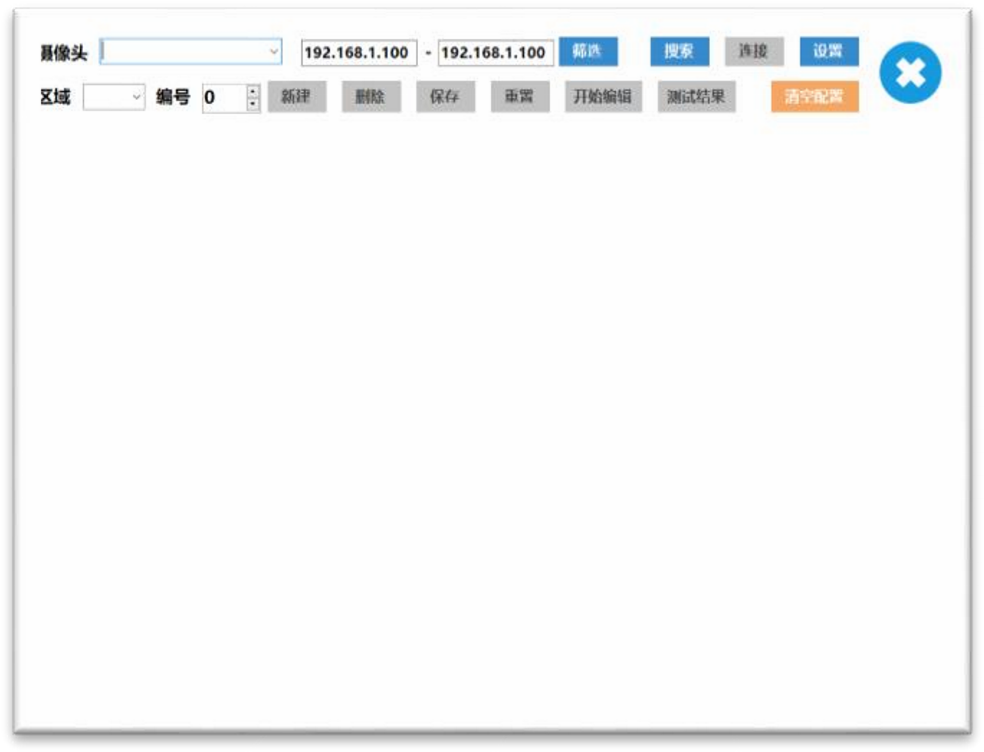 摄像头 192.168.1.100 - 192.168.1.100 筛选 搜索 连接 设置
区域 编号 0 新建 删除 保存 重置 开始编辑 测试结果 清空配置